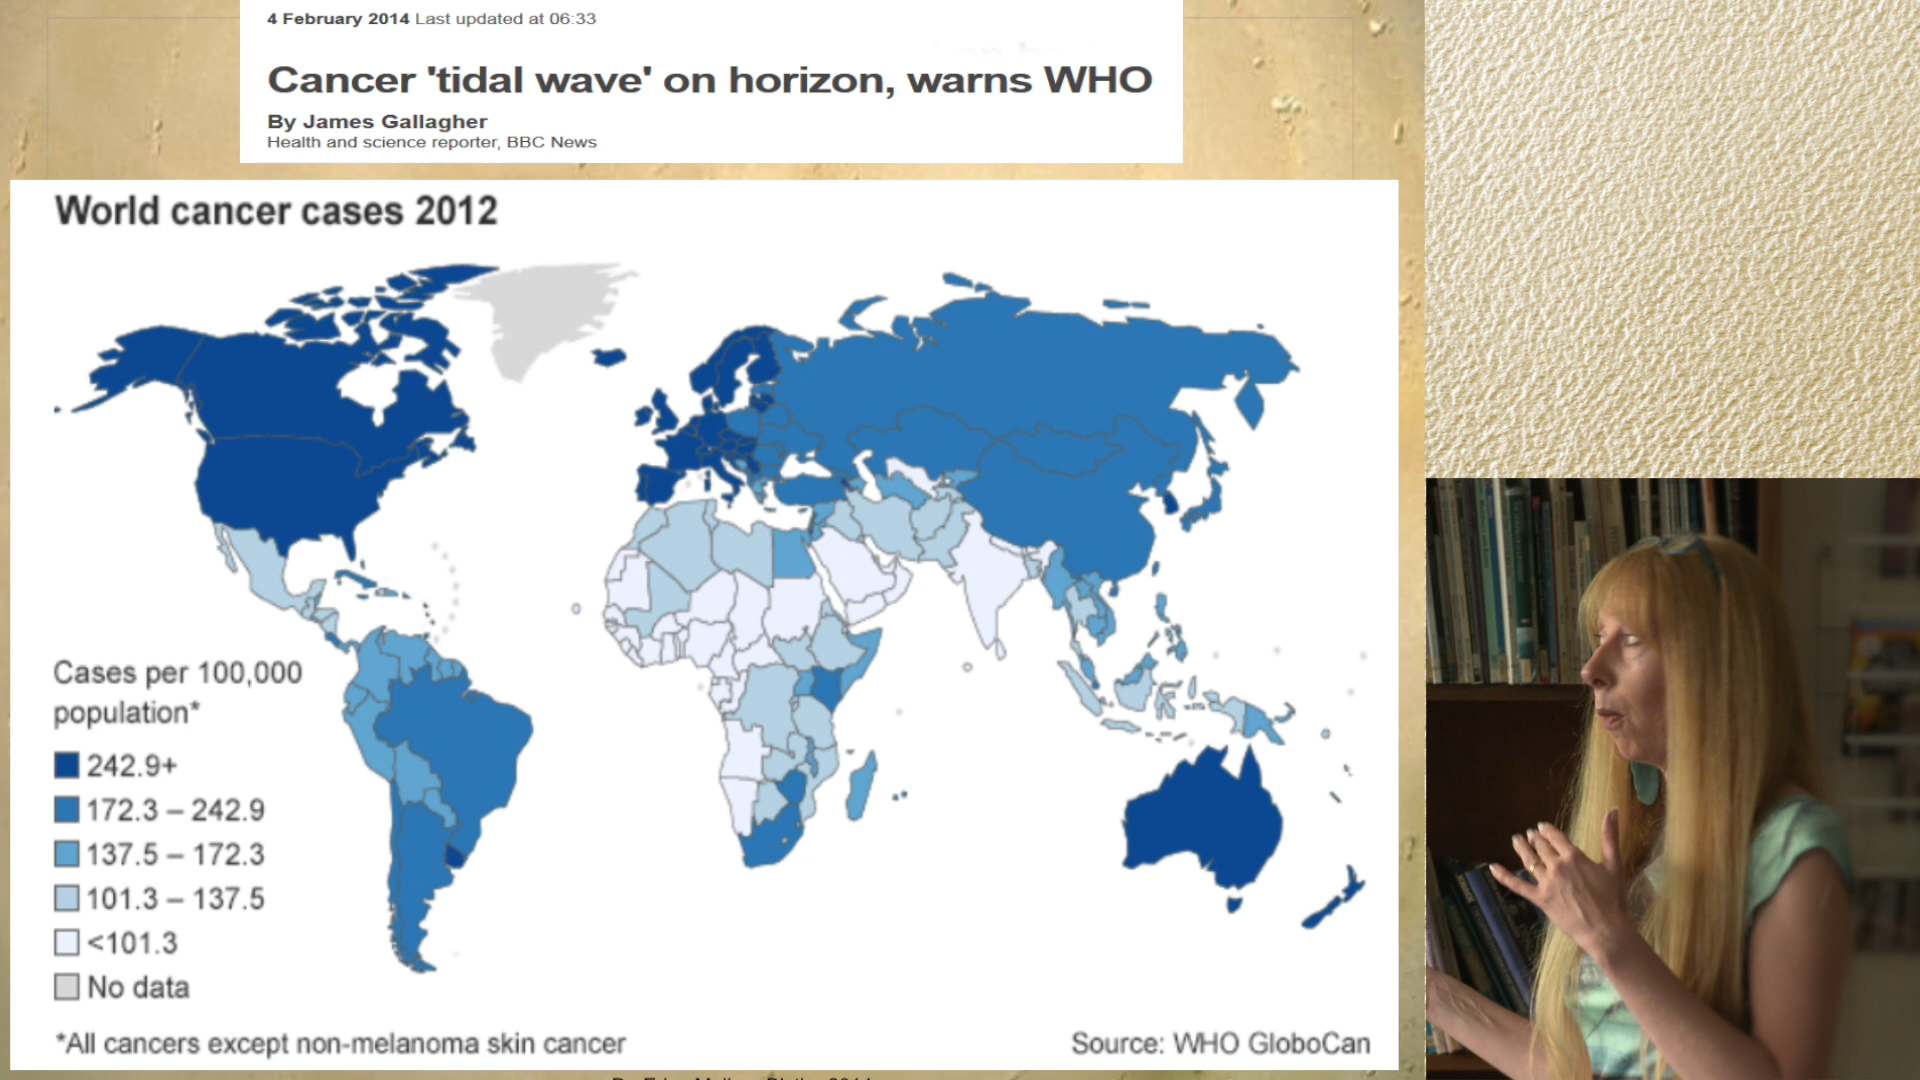 4 February 2014 Last updated at 06:33
Cancer 'tidal wave' on horizon, warns WHO
By James Gallagher
Health and science reporter, BBC News
World cancer cases 2012
Cases per 100,000
population*
242.9+
172.3 – 242.9
137.5 – 172.3
101.3 – 137.5
<101.3
No data
*All cancers except non-melanoma skin cancer
Source: WHO GloboCan